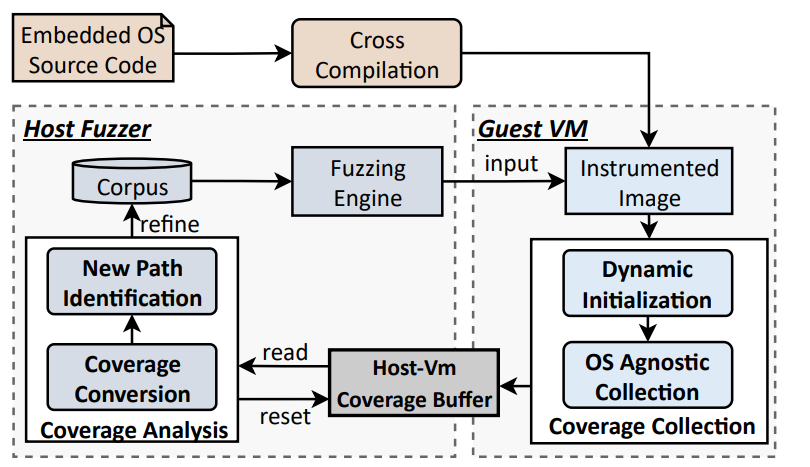 Embedded OS
Source Code
Cross
Compilation
Host Fuzzer
Guest VM
Corpus
Fuzzing
Engine
input
Instrumented
Image
refine
New Path
Identification
Coverage
Conversion
Coverage Analysis
read
reset
Host-Vm
Coverage Buffer
Dynamic
Initialization
OS Agnostic
Collection
Coverage Collection